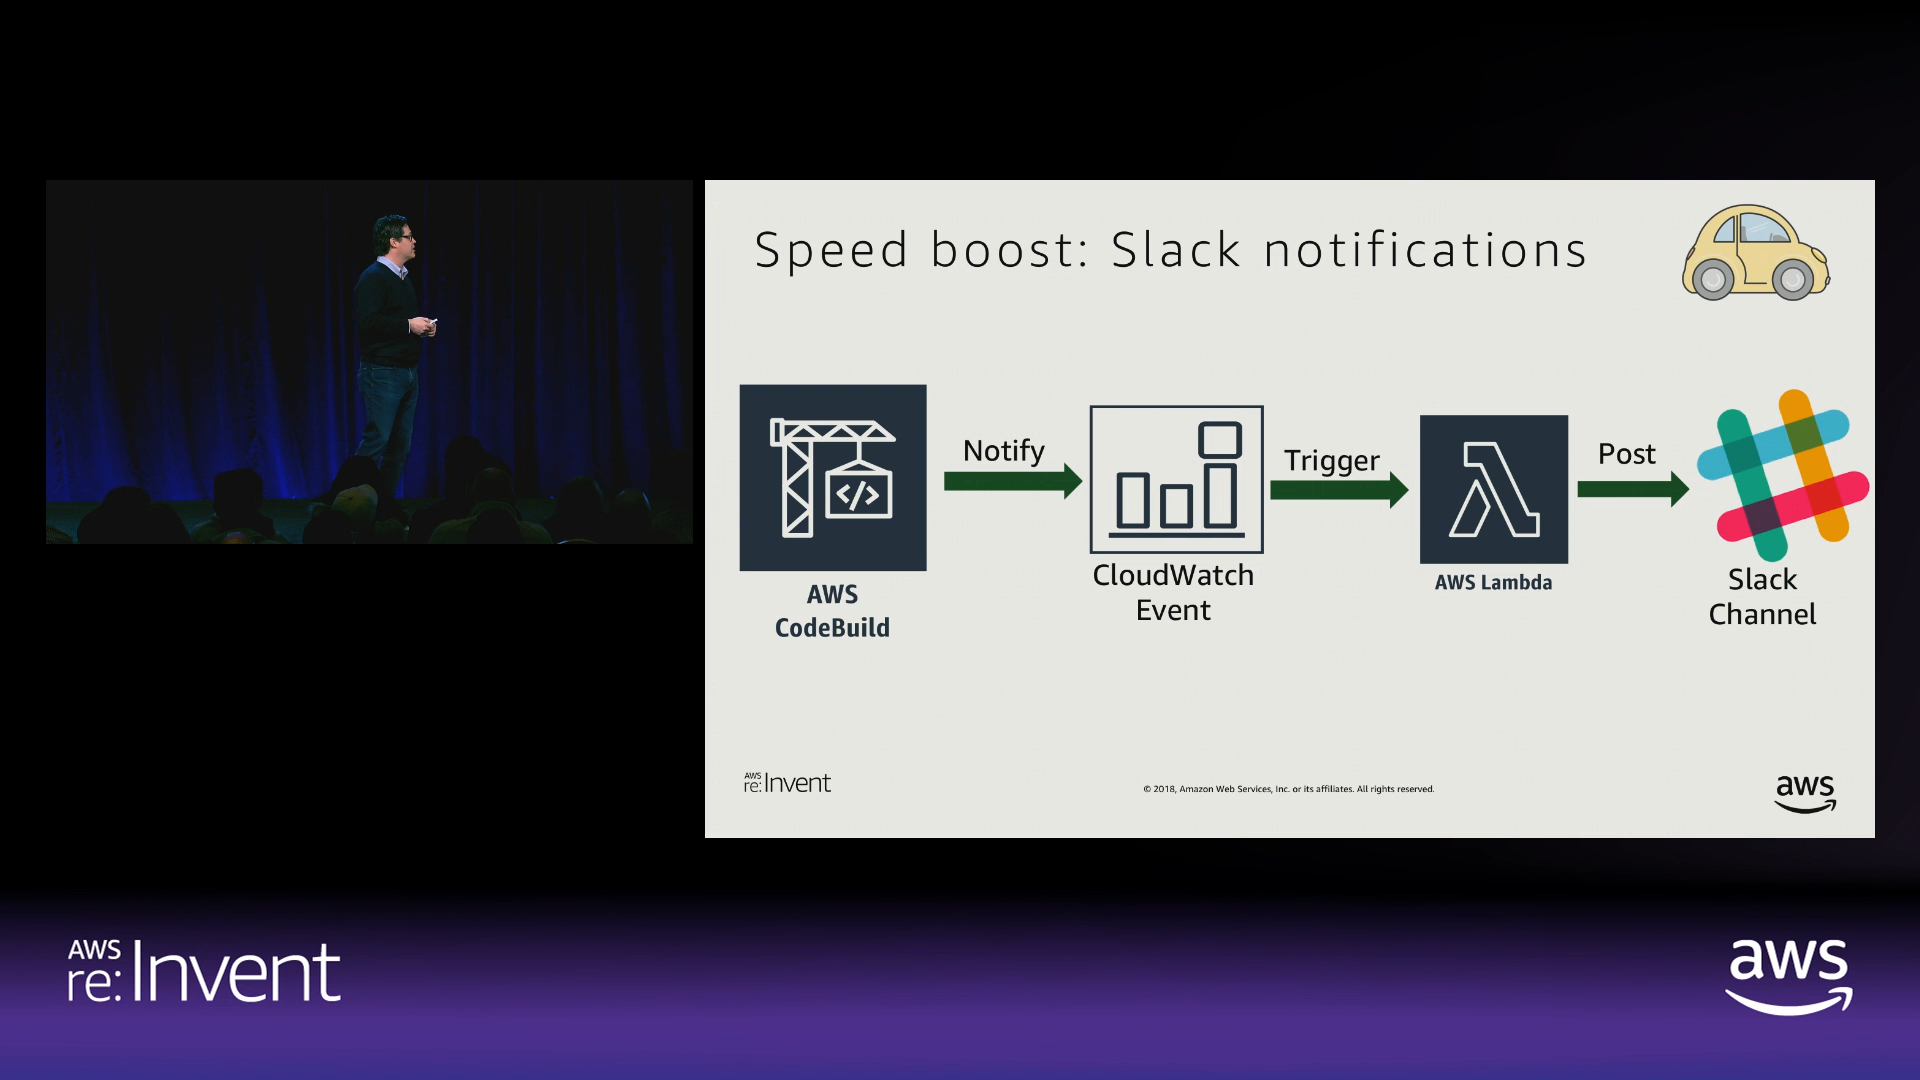 Speed boost: Slack notifications
Notify
Trigger
Post
</>
AWS
CodeBuild
CloudWatch
Event
AWS Lambda
Slack
Channel
AWS
re:Invent
© 2018, Amazon Web Services, Inc. or its affiliates. All rights reserved.
aws
AWS
re:Invent
aws